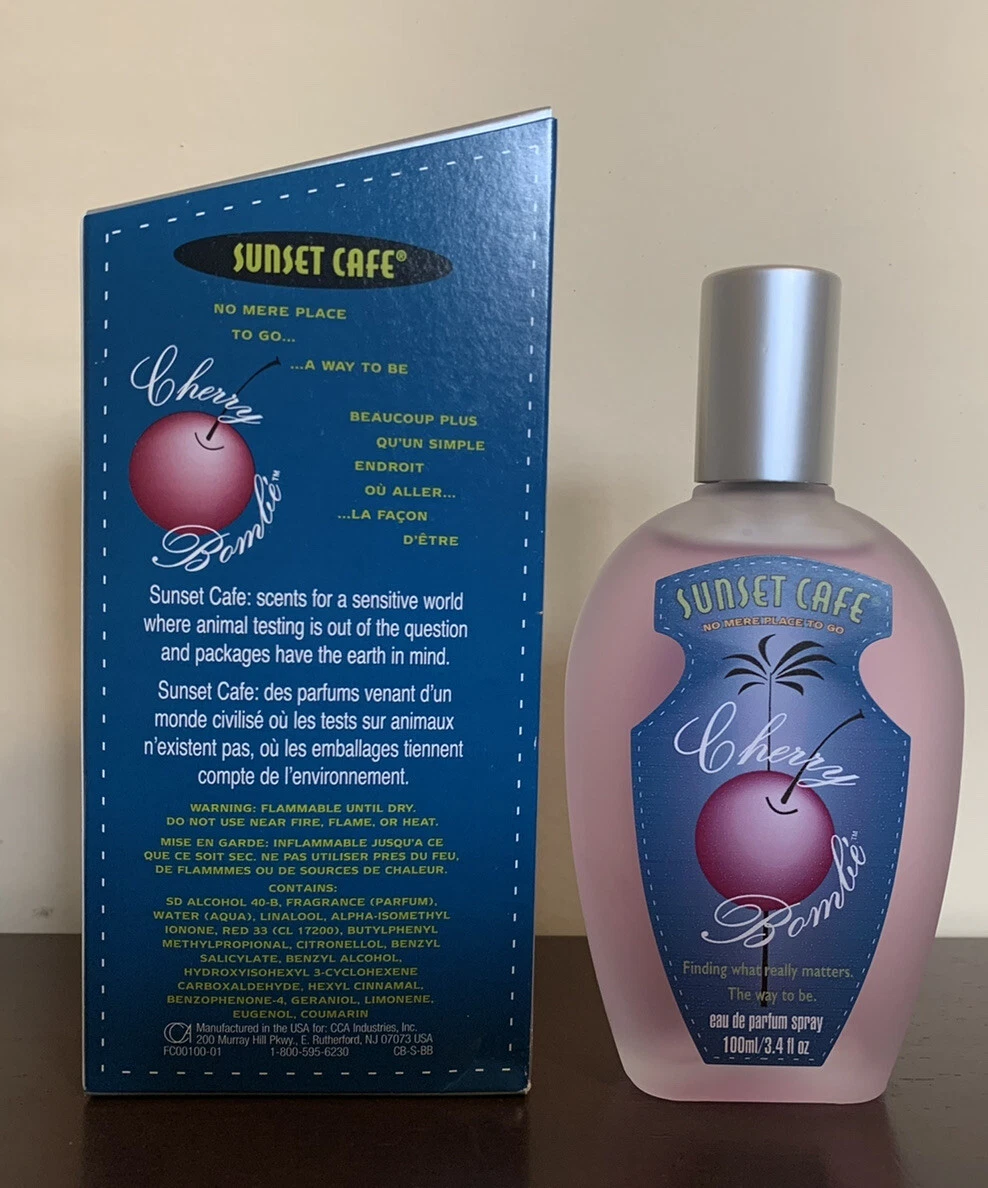 SUNSET CAFE®
NO MERE PLACE
TO GO...
...A WAY TO BE
Cherry
Bombé™
BEAUCOUP PLUS
QU'UN SIMPLE
ENDROIT
OÙ ALLER...
...LA FAÇON
D'ÊTRE
Sunset Cafe: scents for a sensitive world
where animal testing is out of the question
and packages have the earth in mind.
Sunset Cafe: des parfums venant d'un
monde civilisé où les tests sur animaux
n'existent pas, où les emballages tiennent
compte de l'environnement.
WARNING: FLAMMABLE UNTIL DRY.
DO NOT USE NEAR FIRE, FLAME, OR HEAT.
MISE EN GARDE: INFLAMMABLE JUSQU'A CE
QUE CE SOIT SEC. NE PAS UTILISER PRES DU FEU,
DE FLAMMMES OU DE SOURCES DE CHALEUR.
CONTAINS:
SD ALCOHOL 40-B, FRAGRANCE (PARFUM),
WATER (AQUA), LINALOOL, ALPHA-ISOMETHYL
IONONE, RED 33 (CL 17200), BUTYLPHENYL
METHYLPROPIONAL, CITRONELLOL, BENZYL
SALICYLATE, BENZYL ALCOHOL,
HYDROXYISOHEXYL 3-CYCLOHEXENE
CARBOXALDEHYDE, HEXYL CINNAMAL,
BENZOPHENONE-4, GERANIOL, LIMONENE,
EUGENOL, COUMARIN
CCA Manufactured in the USA for: CCA Industries, Inc.
200 Murray Hill Pkwy., E. Rutherford, NJ 07073 USA
FC00100-01 1-800-595-6230 CB-S-BB
SUNSET CAFE
NO MERE PLACE TO GO
Cherry
Bombé™
Finding what really matters.
The way to be.
eau de parfum spray
100ml/3.4 fl oz